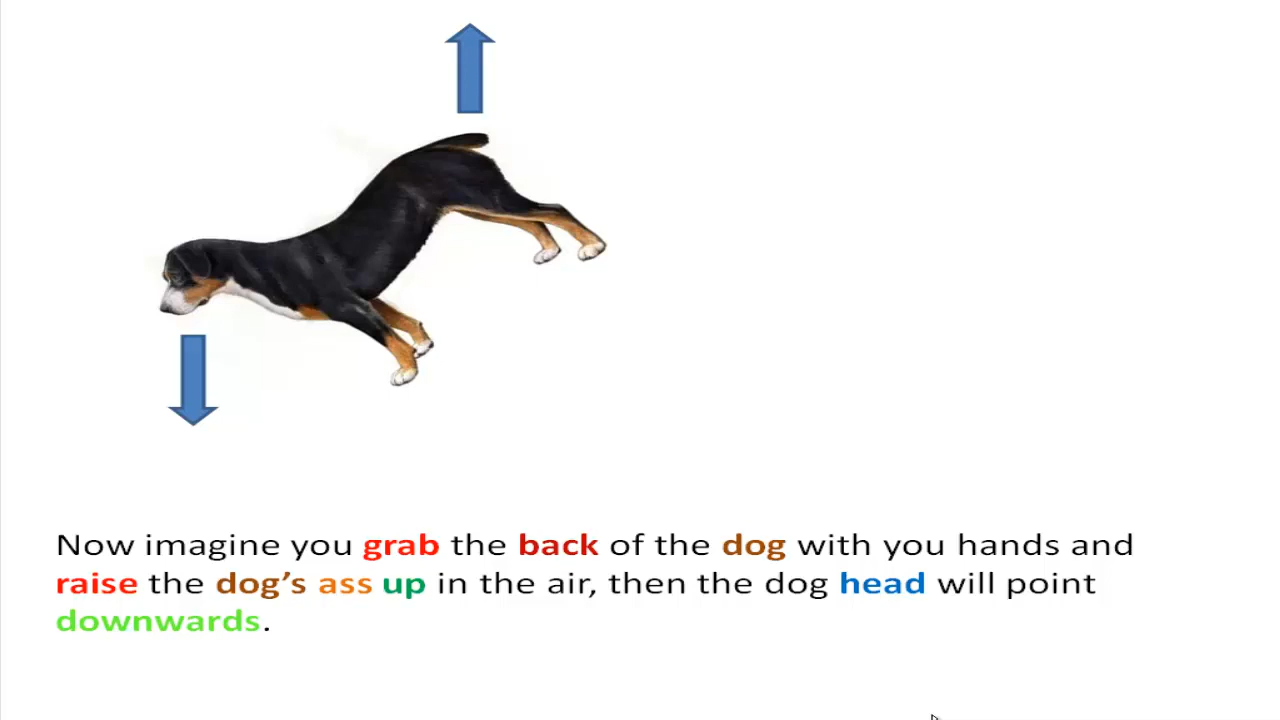 Now imagine you grab the back of the dog with you hands and
raise the dog’s ass up in the air, then the dog head will point
downwards.